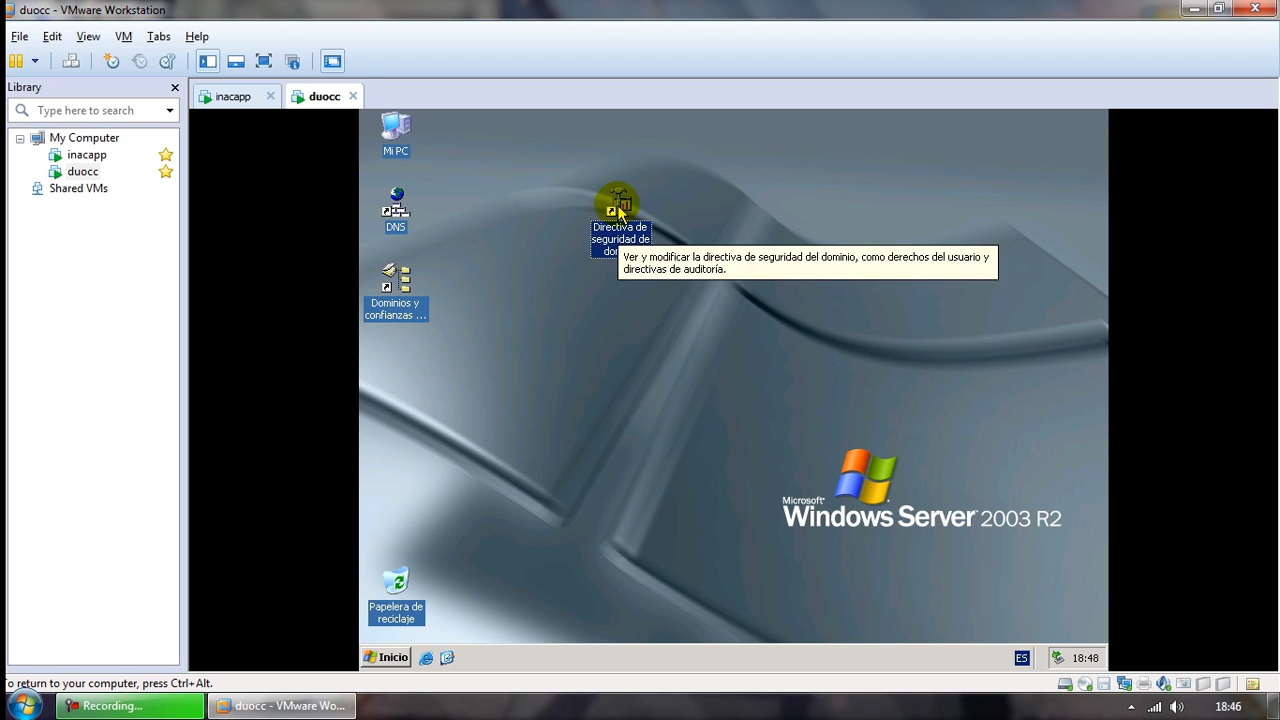 duocc - VMware Workstation
File Edit View VM Tabs Help
Library
Type here to search
My Computer
inacapp
duocc
Shared VMs
inacapp
duocc
Mi PC
DNS
Dominios y
confianzas ...
Directiva de
seguridad de
Ver y modificar la directiva de seguridad del dominio, como derechos del usuario y
directivas de auditoría.
Microsoft
Windows Server 2003 R2
Papelera de
reciclaje
Inicio
ES
18:48
To return to your computer, press Ctrl+Alt.
Recording...
duocc - VMware Wo...
18:46